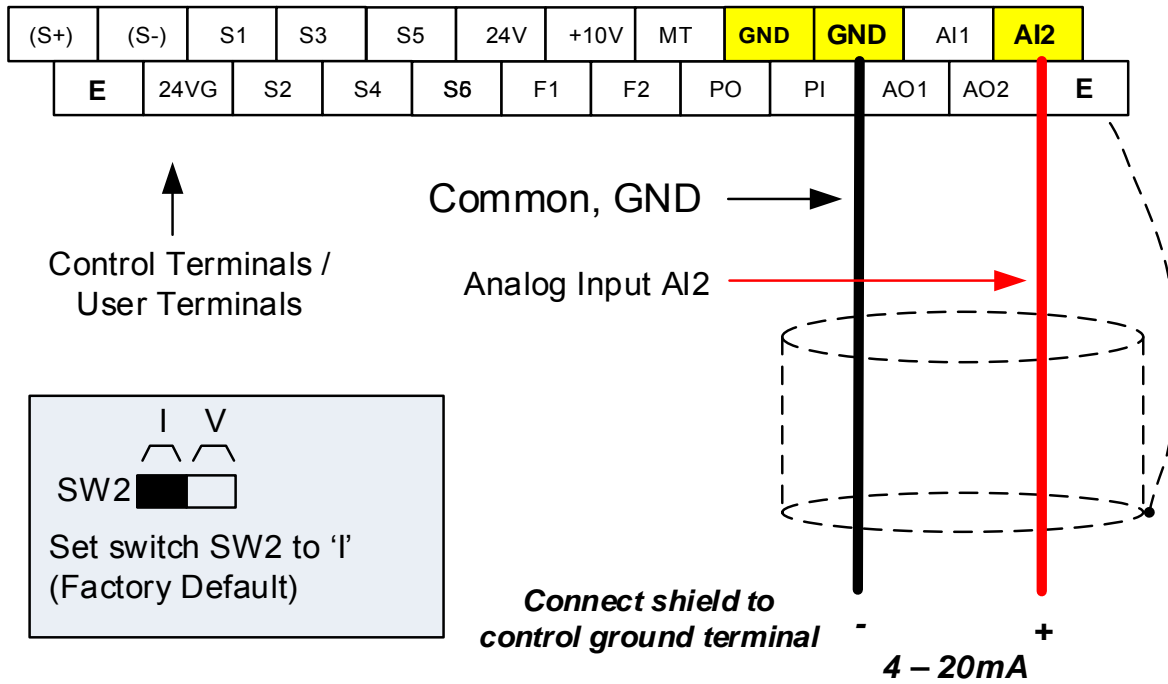 (S+) (S-) S1 S3 S5 24V +10V MT GND GND AI1 AI2
E 24VG S2 S4 S6 F1 F2 PO PI AO1 AO2 E
Common, GND
Control Terminals /
User Terminals
Analog Input AI2
I V
SW2
Set switch SW2 to ‘I’
(Factory Default)
Connect shield to
control ground terminal
- +
4 – 20mA